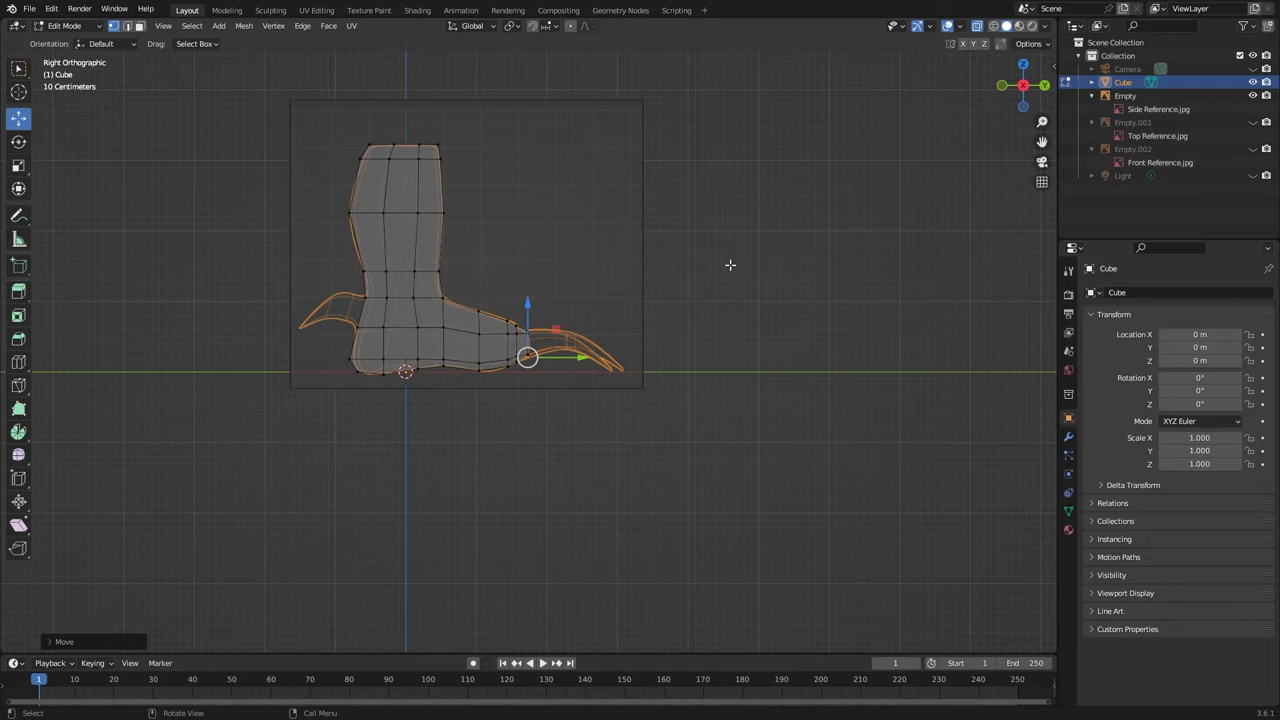 File Edit Render Window Help Layout Modeling Sculpting UV Editing Texture Paint Shading Animation Rendering Compositing Geometry Nodes Scripting + Scene ViewLayer
Edit Mode View Select Add Mesh Vertex Edge Face UV Global
Orientation: Default Drag: Select Box X Y Z Options
Right Orthographic
(1) Cube
10 Centimeters
Z
X
Y
Move
Scene Collection
Collection
Camera
Cube
Empty
Side Reference.jpg
Empty.001
Top Reference.jpg
Empty.002
Front Reference.jpg
Light
Cube
Cube
Transform
Location X 0 m
Y 0 m
Z 0 m
Rotation X 0°
Y 0°
Z 0°
Mode XYZ Euler
Scale X 1.000
Y 1.000
Z 1.000
Delta Transform
Relations
Collections
Instancing
Motion Paths
Visibility
Viewport Display
Line Art
Custom Properties
Playback Keying View Marker 1 Start 1 End 250
1 10 20 30 40 50 60 70 80 90 100 110 120 130 140 150 160 170 180 190 200 210 220 230 240 250
Select Rotate View Call Menu 3.6.1